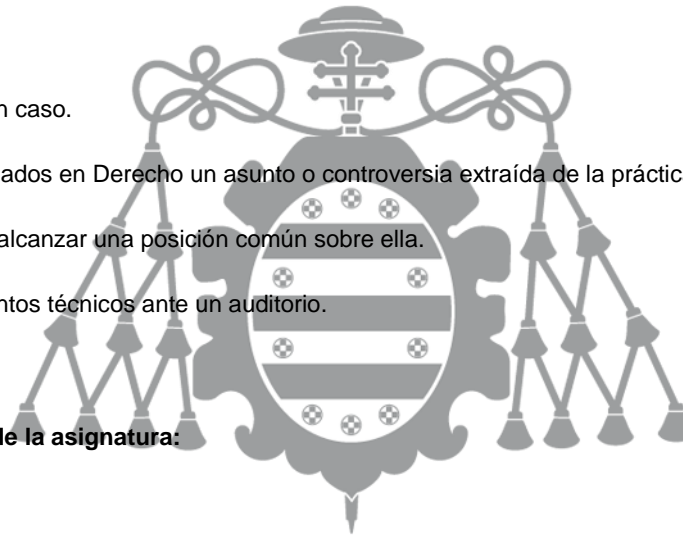 n caso.
ados en Derecho un asunto o controversia extraída de la práctic
alcanzar una posición común sobre ella.
ntos técnicos ante un auditorio.
de la asignatura: